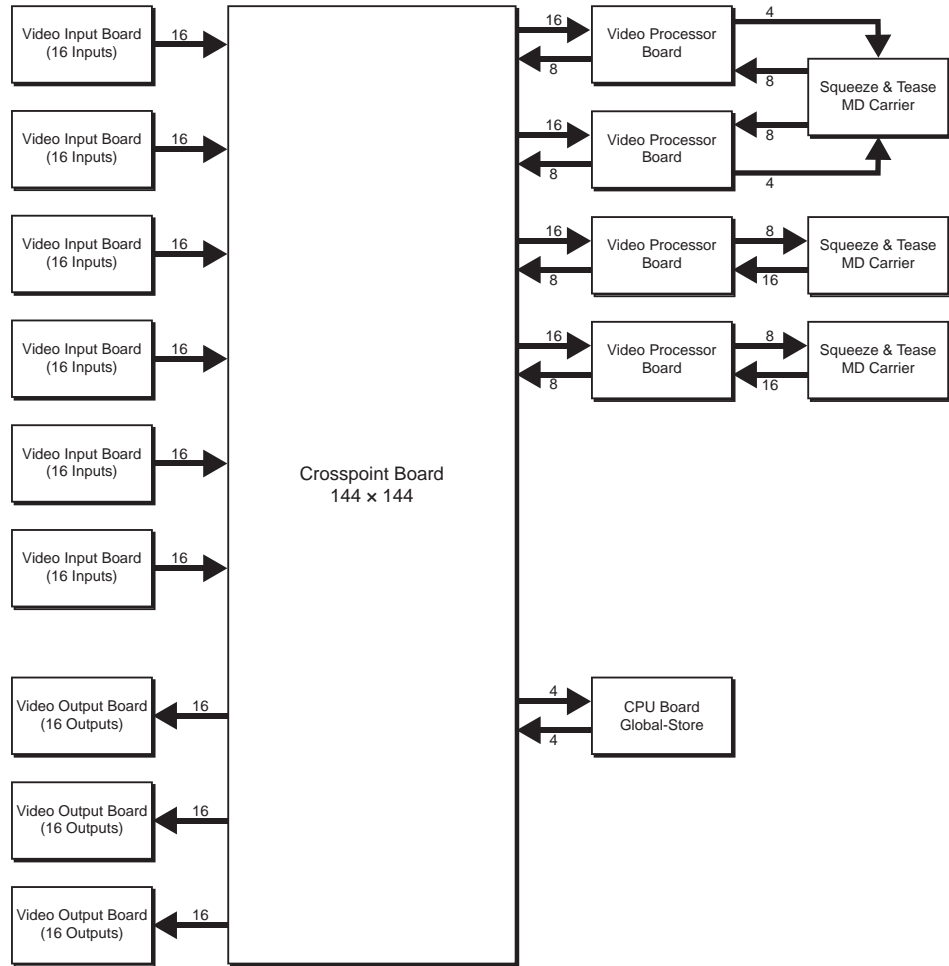 Video Input Board
(16 Inputs)
16
Video Input Board
(16 Inputs)
16
Video Input Board
(16 Inputs)
16
Video Input Board
(16 Inputs)
16
Video Input Board
(16 Inputs)
16
Video Input Board
(16 Inputs)
16
Video Output Board
(16 Outputs)
16
Video Output Board
(16 Outputs)
16
Video Output Board
(16 Outputs)
16
Crosspoint Board
144 × 144
16
8
Video Processor
Board
4
8
Squeeze & Tease
MD Carrier
16
8
Video Processor
Board
8
4
16
8
Video Processor
Board
8
16
Squeeze & Tease
MD Carrier
16
8
Video Processor
Board
8
16
Squeeze & Tease
MD Carrier
4
4
CPU Board
Global-Store